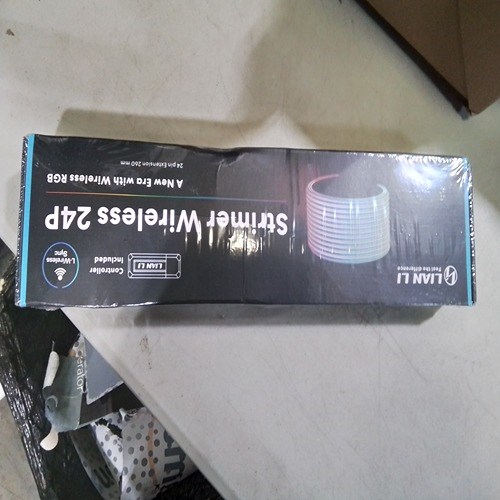 LIAN LI
Feel the difference
LIAN LI
Controller
Included
L-Wireless
Sync
Strimer Wireless 24P
A New Era with Wireless RGB
24 pin Extension 260 mm
erator